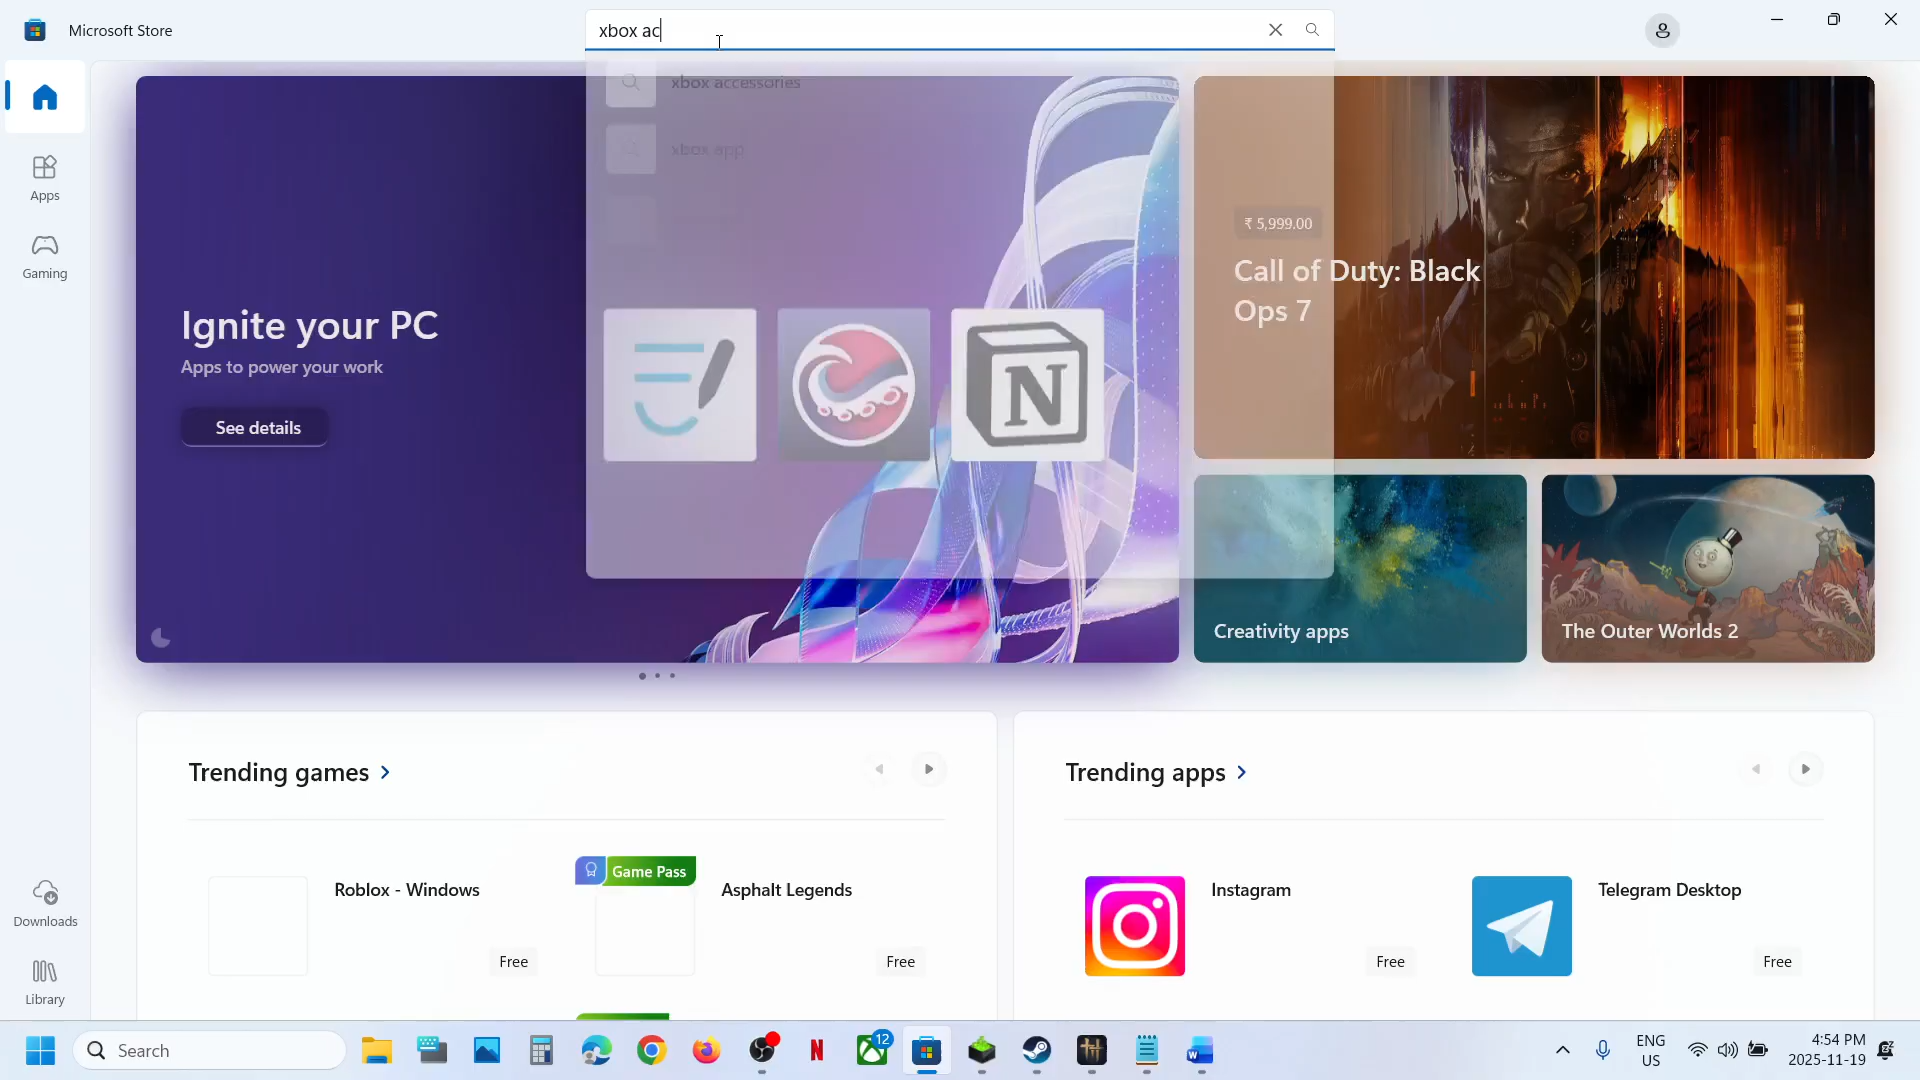 Microsoft Store
xbox ac
xbox accessories
xbox app
Apps
Gaming
Ignite your PC
Apps to power your work
See details
₹ 5,999.00
Call of Duty: Black
Ops 7
Creativity apps
The Outer Worlds 2
Trending games
Trending apps
Roblox - Windows
Free
Game Pass
Asphalt Legends
Free
Instagram
Free
Telegram Desktop
Free
Downloads
Library
Search
12
ENG
US
4:54 PM
2025-11-19